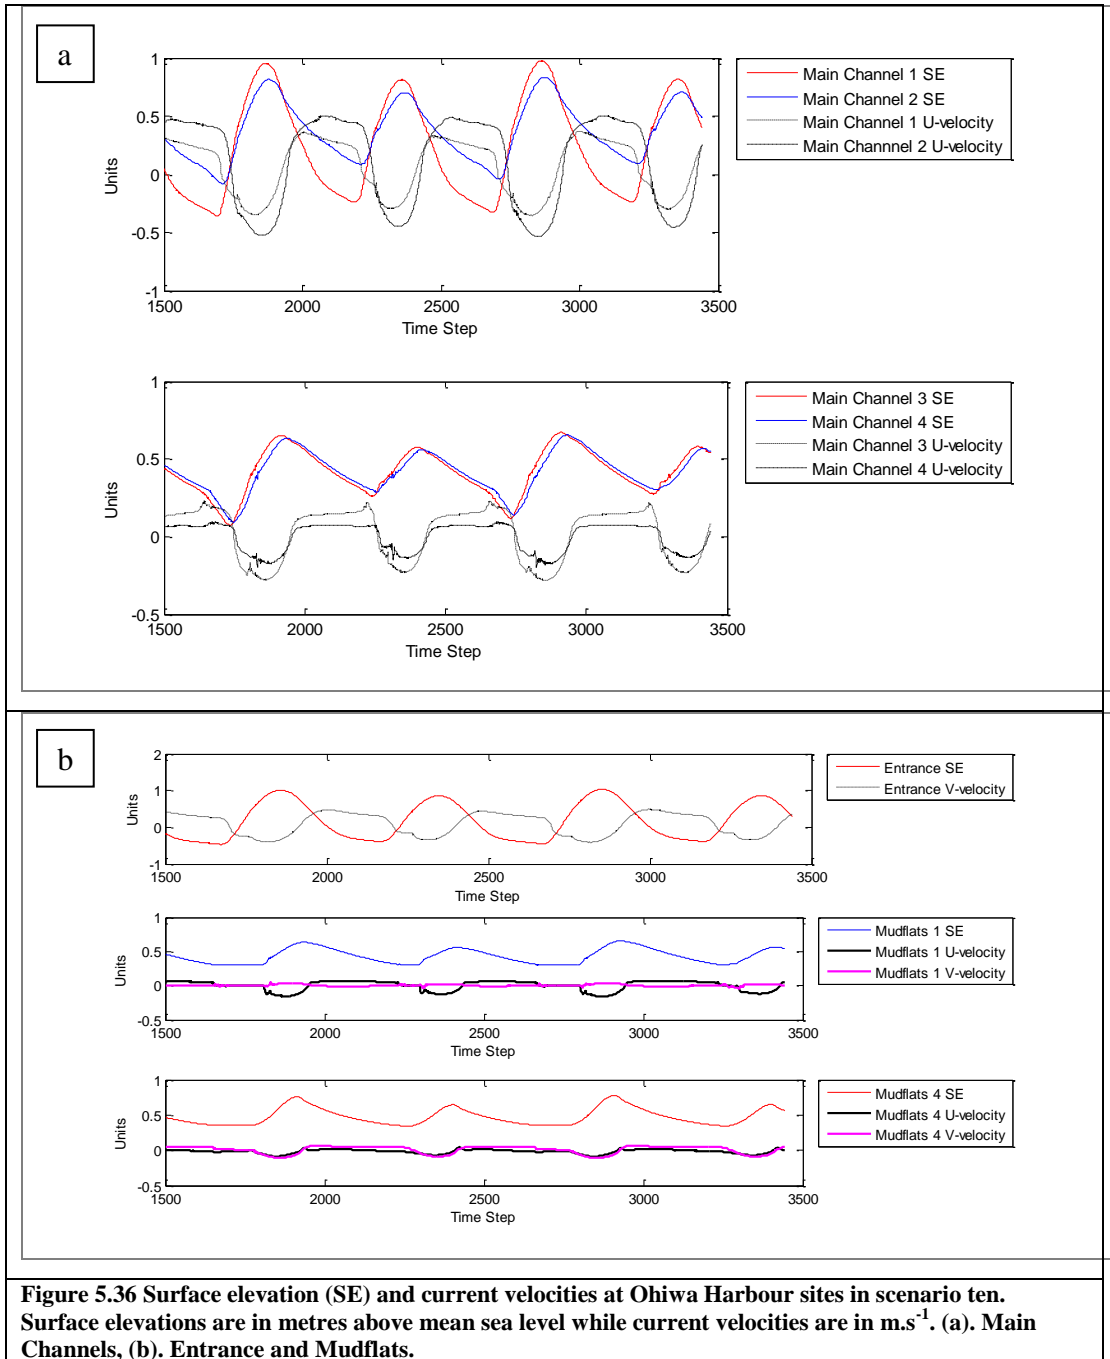 a
1
0.5
0
-0.5
-1
Units
1500 2000 2500 3000 3500
Time Step
Main Channel 1 SE
Main Channel 2 SE
Main Channel 1 U-velocity
Main Channnel 2 U-velocity
1
0.5
0
-0.5
Units
1500 2000 2500 3000 3500
Time Step
Main Channel 3 SE
Main Channel 4 SE
Main Channel 3 U-velocity
Main Channel 4 U-velocity
b
2
1
0
-1
Units
1500 2000 2500 3000 3500
Time Step
Entrance SE
Entrance V-velocity
1
0.5
0
-0.5
Units
1500 2000 2500 3000 3500
Time Step
Mudflats 1 SE
Mudflats 1 U-velocity
Mudflats 1 V-velocity
1
0.5
0
-0.5
Units
1500 2000 2500 3000 3500
Time Step
Mudflats 4 SE
Mudflats 4 U-velocity
Mudflats 4 V-velocity
Figure 5.36 Surface elevation (SE) and current velocities at Ohiwa Harbour sites in scenario ten.
Surface elevations are in metres above mean sea level while current velocities are in m.s⁻¹. (a). Main
Channels, (b). Entrance and Mudflats.